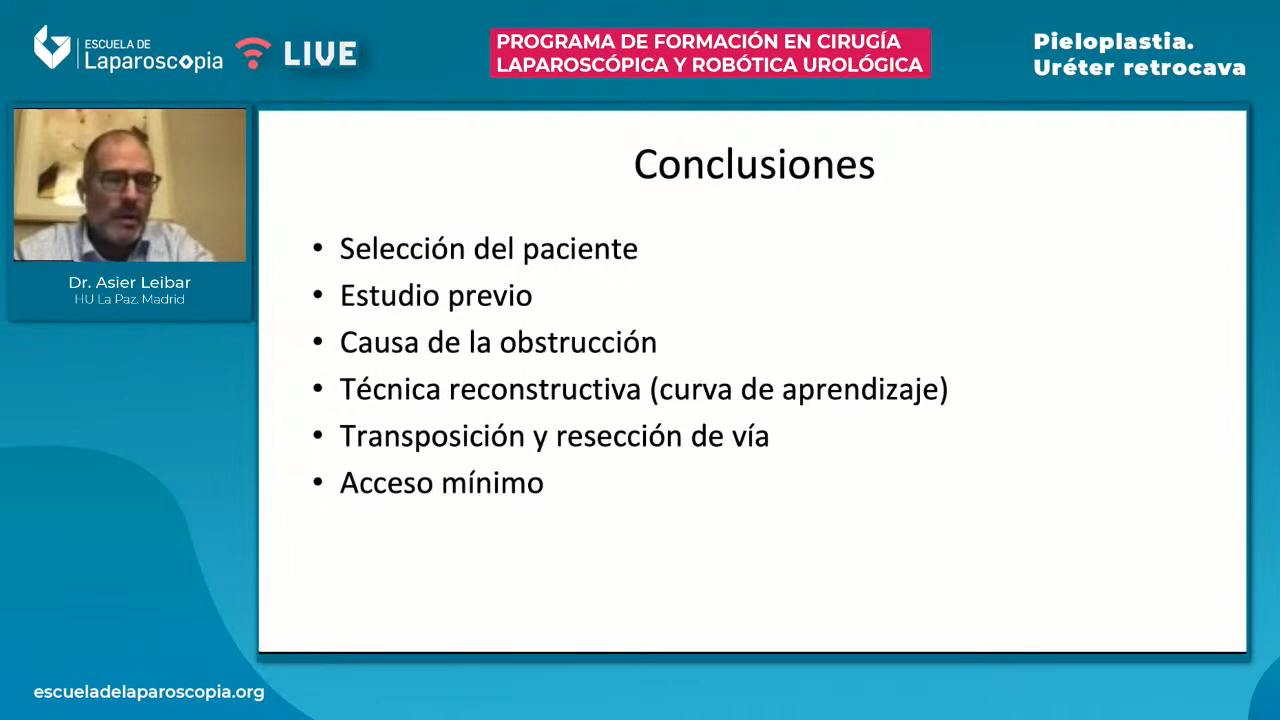 ESCUELA DE
Laparoscopia
LIVE
PROGRAMA DE FORMACIÓN EN CIRUGÍA
LAPAROSCÓPICA Y ROBÓTICA UROLÓGICA
Pieloplastia.
Uréter retrocava
Dr. Asier Leibar
HU La Paz. Madrid
Conclusiones
• Selección del paciente
• Estudio previo
• Causa de la obstrucción
• Técnica reconstructiva (curva de aprendizaje)
• Transposición y resección de vía
• Acceso mínimo
escueladelaparoscopia.org